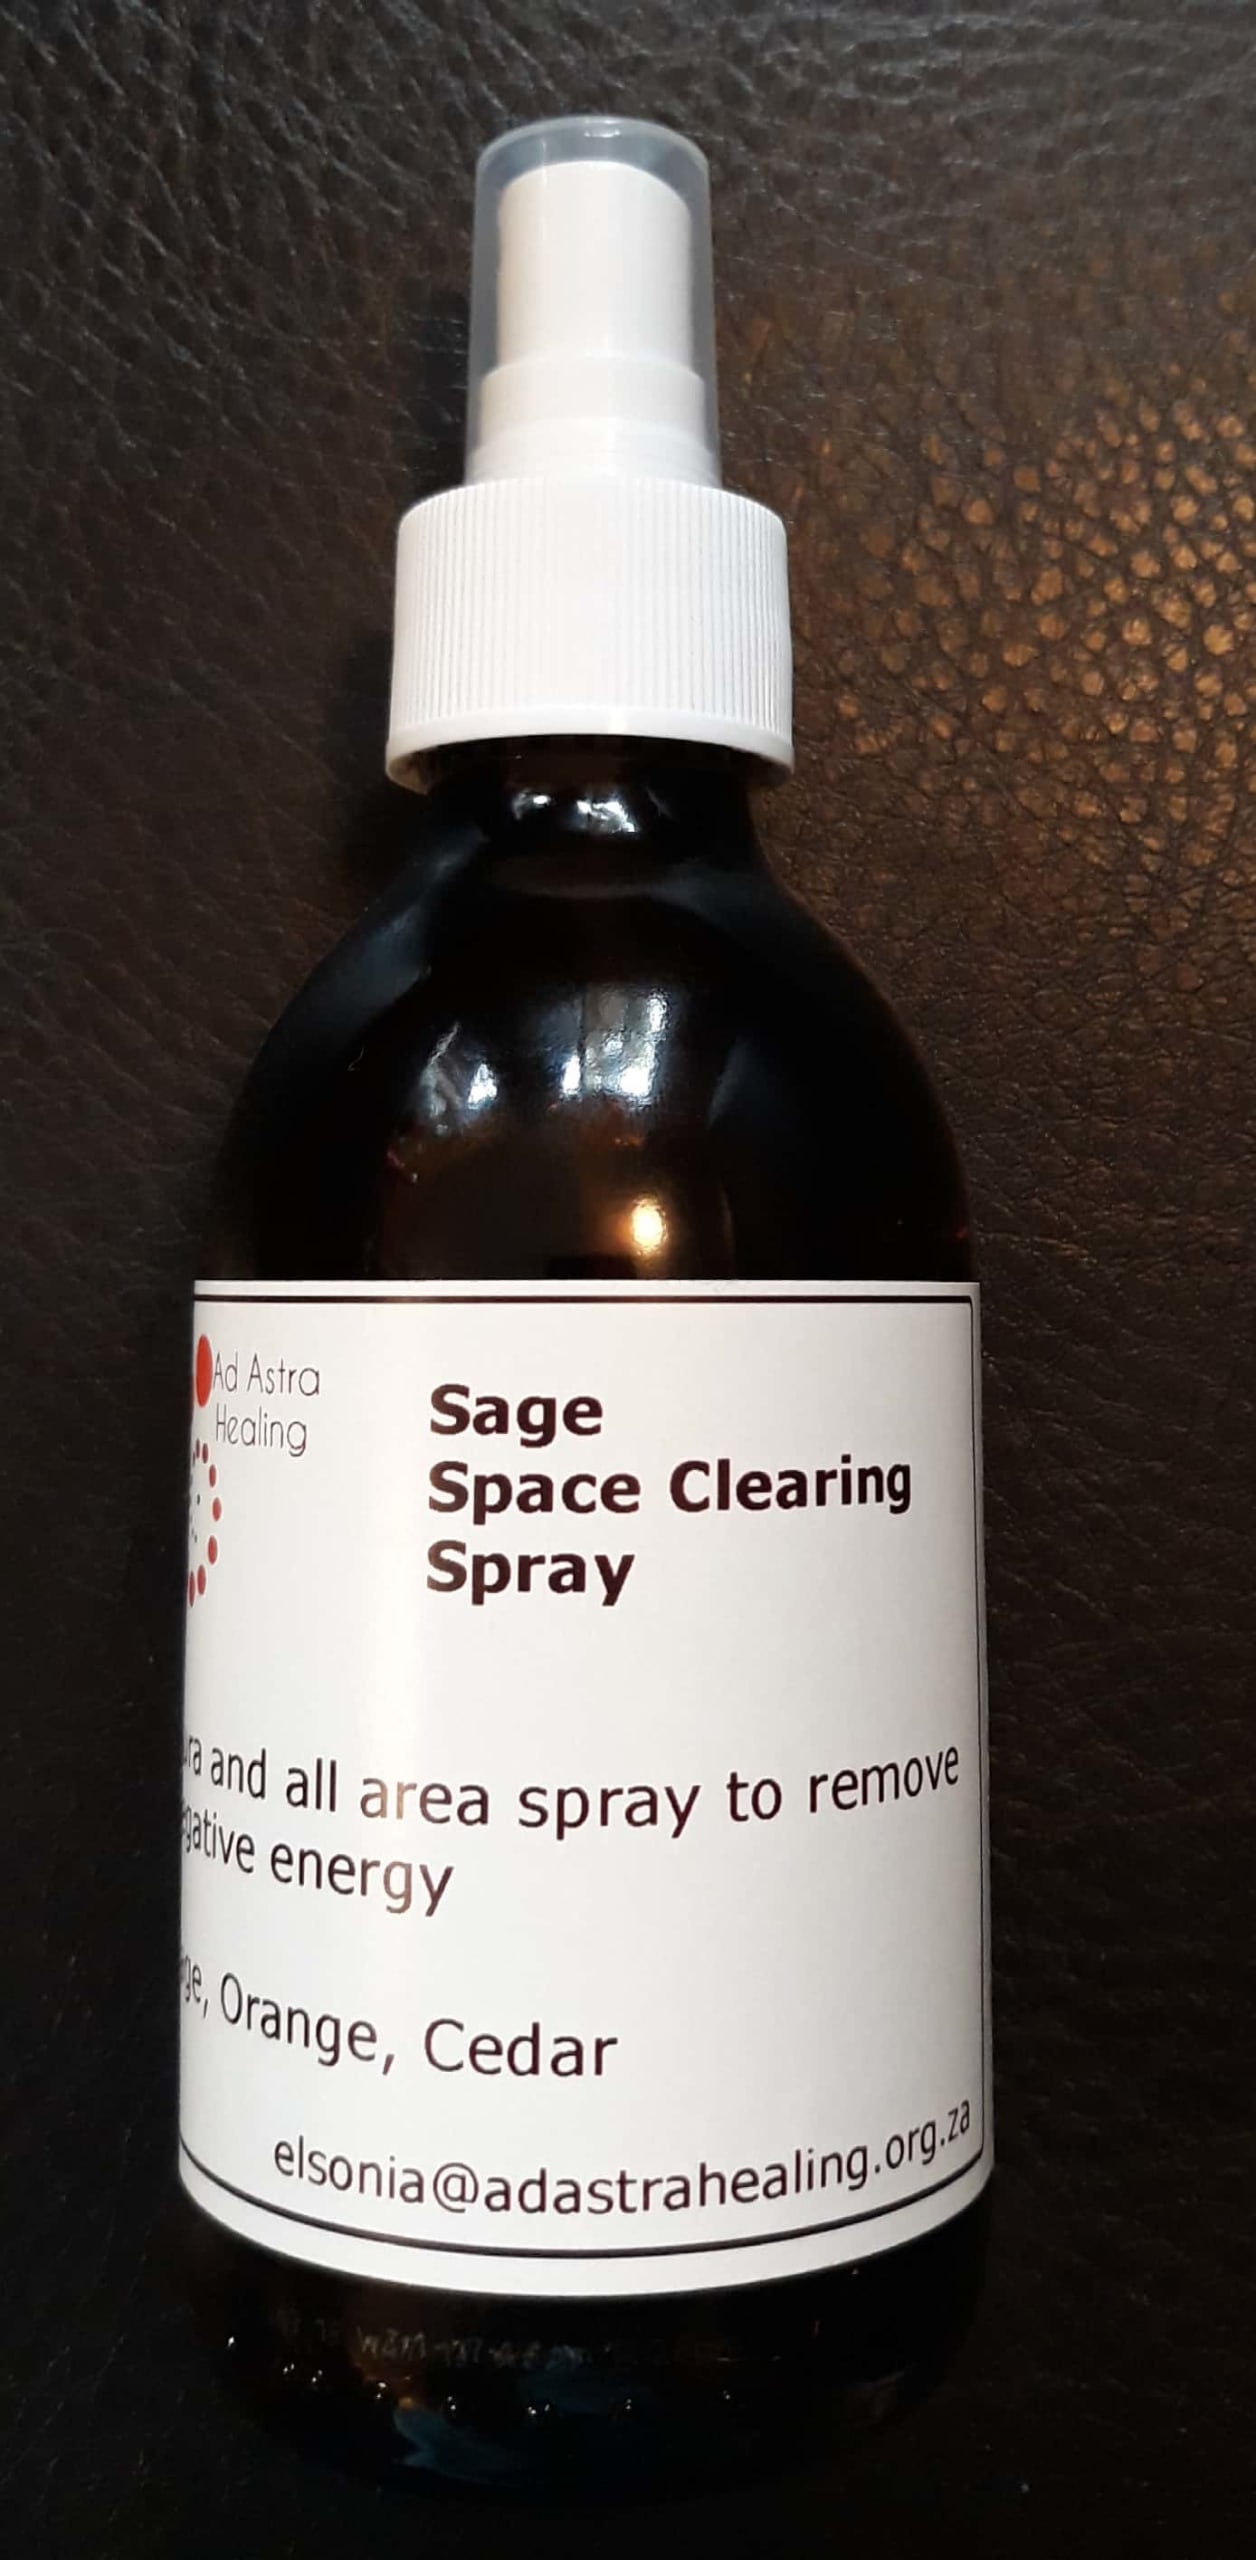 Ad Astra
Healing
Sage
Space Clearing
Spray
and all area spray to remove
energy
Orange, Cedar
elsonia@adastrahealing.org.za